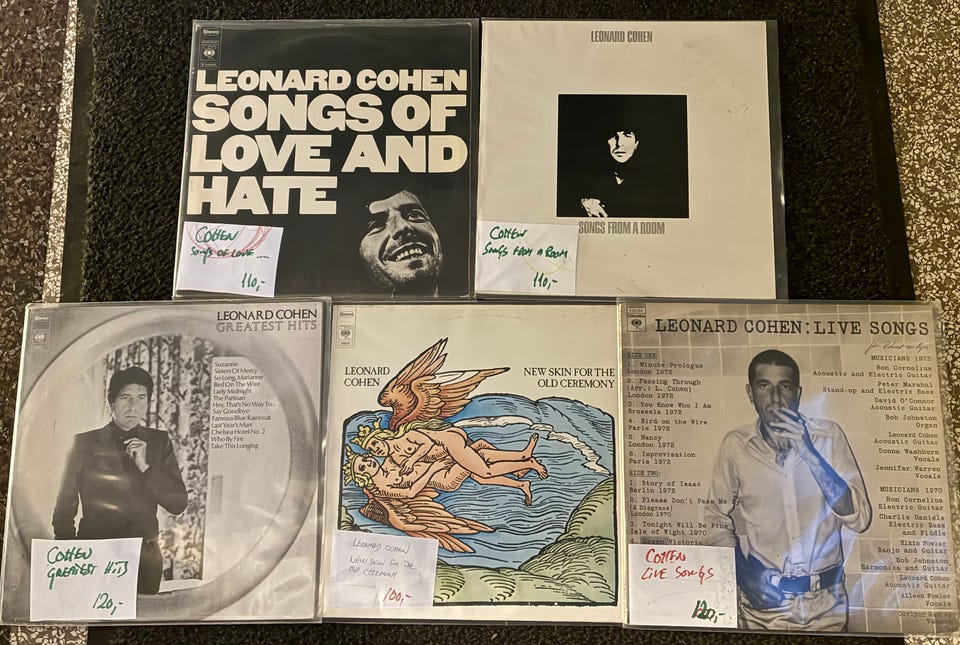 Stereo
LEONARD COHEN
SONGS OF
LOVE AND
HATE
COHEN
SONGS OF LOVE....
110,-
LEONARD COHEN
SONGS FROM A ROOM
COHEN
SONGS FROM A ROOM
110,-
LEONARD COHEN
GREATEST HITS
Suzanne
Sisters Of Mercy
So Long, Marianne
Bird On The Wire
Lady Midnight
The Partisan
Hey, That's No Way To
Say Goodbye
Famous Blue Raincoat
Last Year's Man
Chelsea Hotel No. 2
Who By Fire
Take This Longing
COHEN
GREATEST HITS
120,-
Stereo
LEONARD
COHEN
NEW SKIN FOR THE
OLD CEREMONY
LEONARD COHEN
NEW SKIN FOR THE
OLD CEREMONY
100,-
LEONARD COHEN: LIVE SONGS
SIDE ONE:
1. Minute Prologue
London 1972
2. Passing Through
(Arr.: L. Cohen)
London 1972
3. You Know Who I Am
Brussels 1972
4. Bird on the Wire
Paris 1972
5. Nancy
London 1972
6. Improvisation
Paris 1972
SIDE TWO:
1. Story of Isaac
Berlin 1972
2. Please Don't Pass Me
(A Disgrace)
London 1970
3. Tonight Will Be Fine
Isle of Wight 1970
4. Queen Victoria
MUSICIANS 1972
Ron Cornelius
Acoustic and Electric Guitar
Peter Marshal
Stand-up and Electric Bass
David O'Connor
Acoustic Guitar
Bob Johnston
Organ
Leonard Cohen
Acoustic Guitar
Donna Washburn
Vocals
Jennifer Warren
Vocals
MUSICIANS 1970
Ron Cornelius
Electric Guitar
Charlie Daniels
Electric Bass
and Fiddle
Elkin Fowler
Banjo and Guitar
Bob Johnston
Harmonica and Guitar
Leonard Cohen
Acoustic Guitar
Aileen Fowler
Vocals
COHEN
LIVE SONGS
120,-